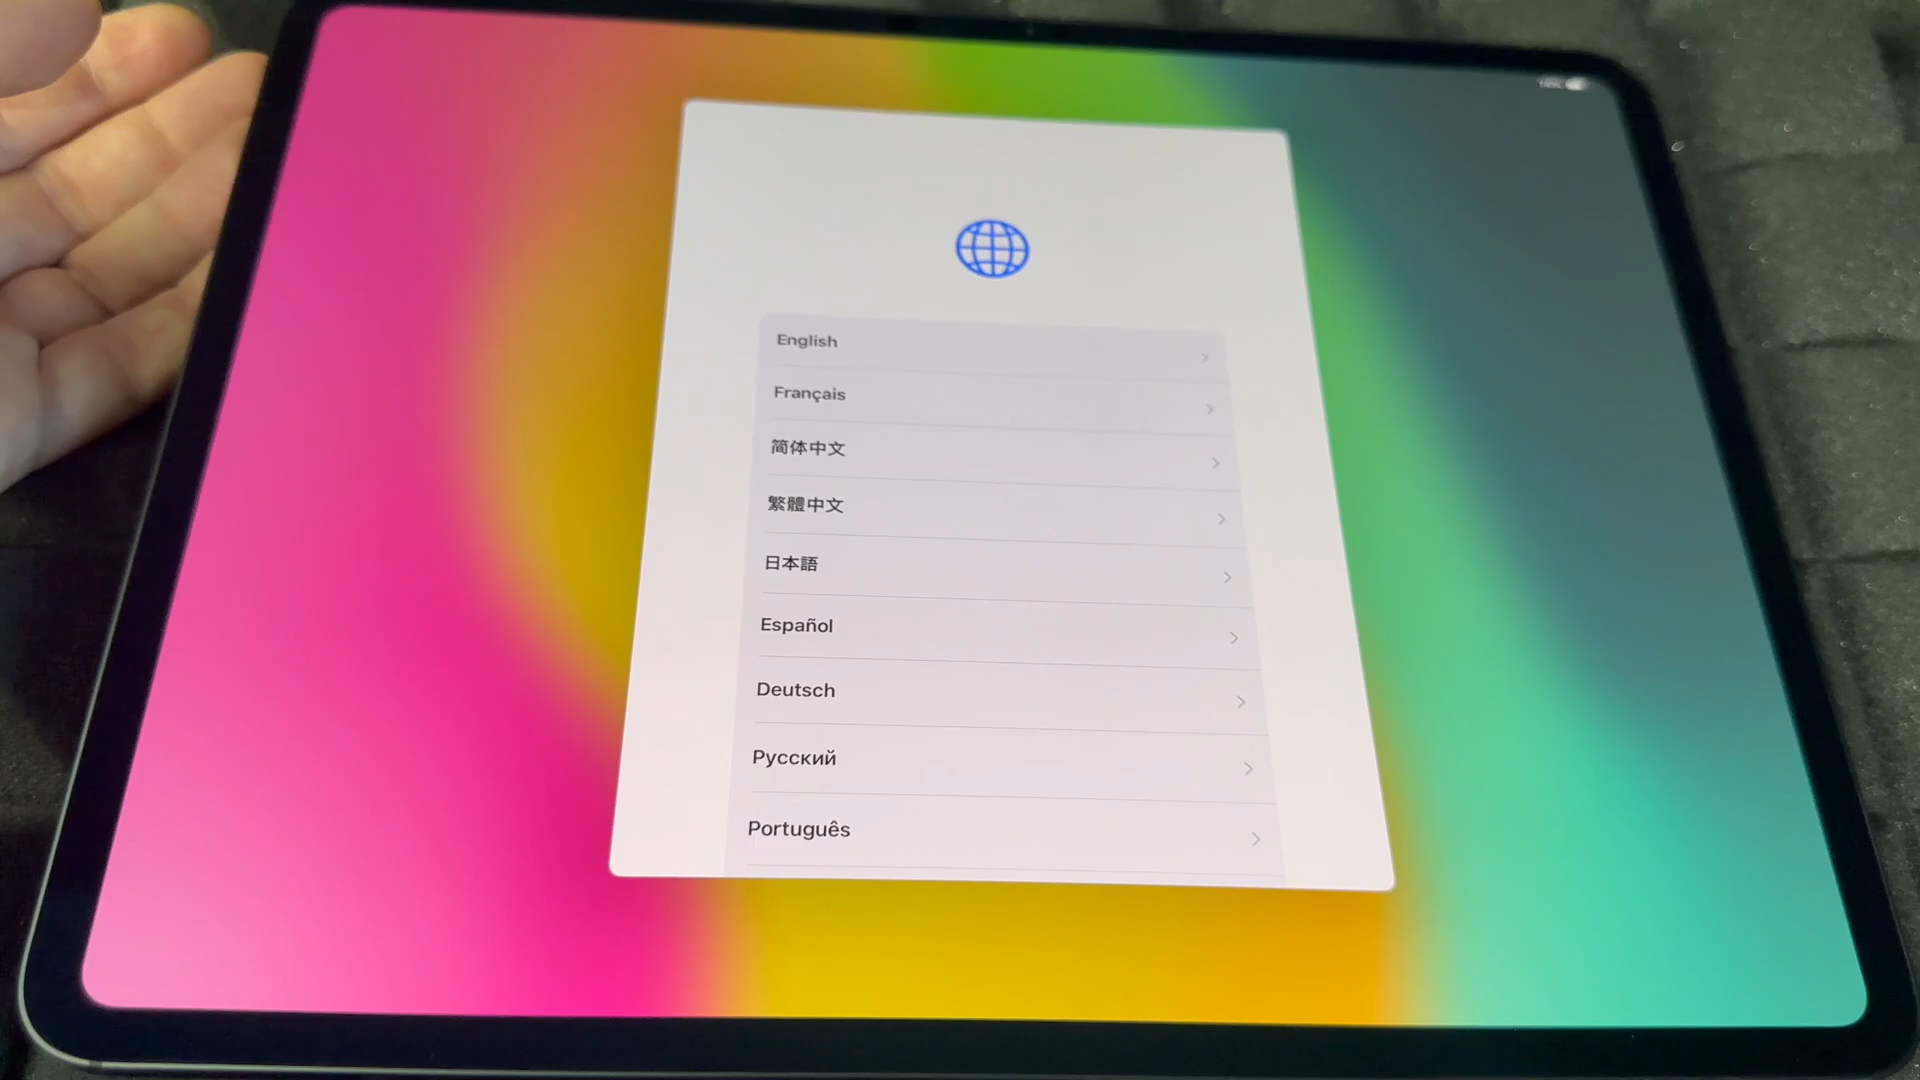 English
Français
简体中文
繁體中文
日本語
Español
Deutsch
Русский
Português